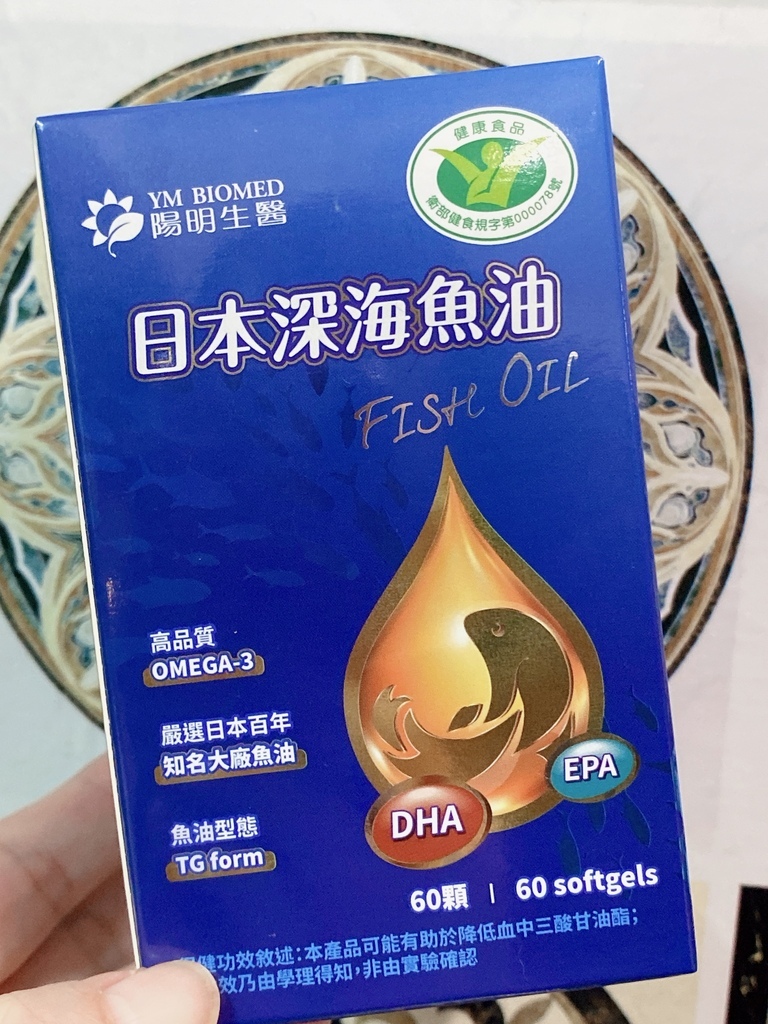 健康食品
衛部健食規字第000078號
YM BIOMED
陽明生醫
日本深海魚油
FISH OIL
高品質
OMEGA-3
嚴選日本百年
知名大廠魚油
魚油型態
TG form
EPA
DHA
60顆 | 60 softgels
健功效敘述:本產品可能有助於降低血中三酸甘油酯;
效乃由學理得知,非由實驗確認